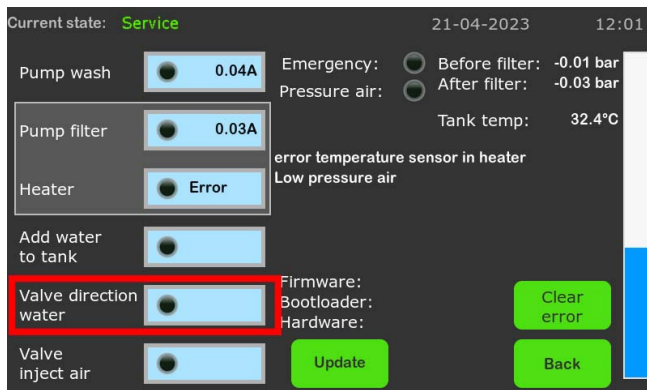 Current state: Service 21-04-2023 12:01
Pump wash 0.04A
Emergency: Before filter: -0.01 bar
Pressure air: After filter: -0.03 bar
Pump filter 0.03A
Tank temp: 32.4°C
error temperature sensor in heater
Low pressure air
Heater Error
Add water
to tank
Valve direction
water
Firmware:
Bootloader:
Hardware:
Clear
error
Valve
inject air
Update
Back